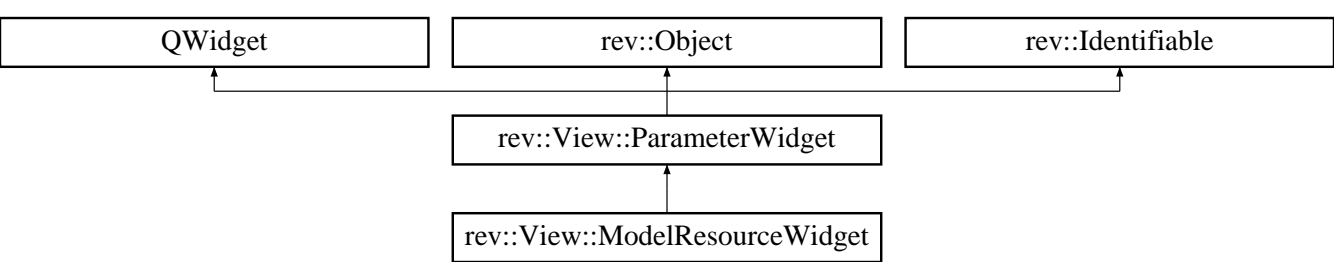 QWidget
rev::Object
rev::Identifiable
rev::View::ParameterWidget
rev::View::ModelResourceWidget